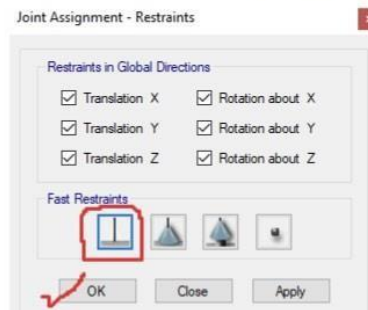 Joint Assignment - Restraints
Restraints in Global Directions
Translation X Rotation about X
Translation Y Rotation about Y
Translation Z Rotation about Z
Fast Restraints
OK Close Apply